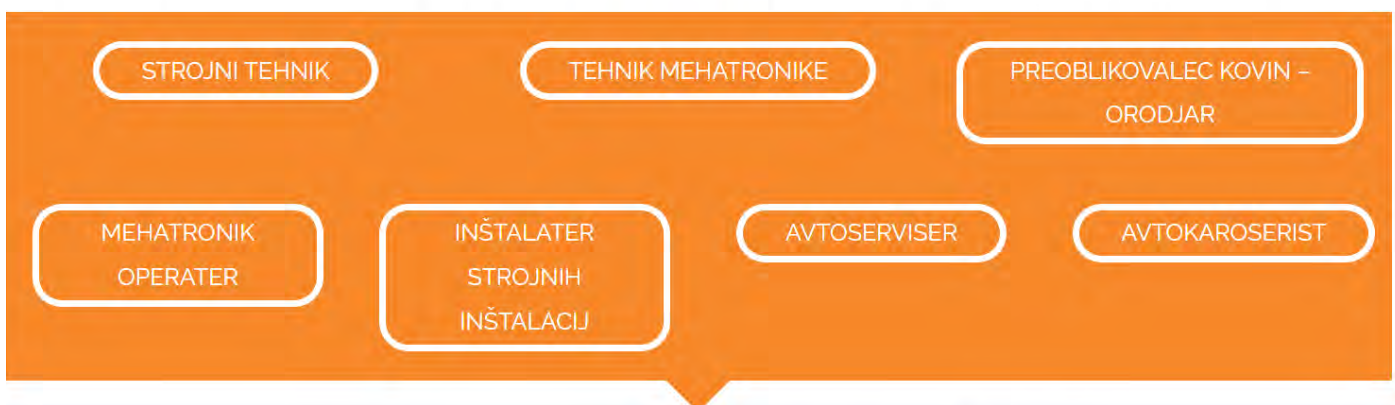 STROJNI TEHNIK
TEHNIK MEHATRONIKE
PREOBLIKOVALEC KOVIN –
ORODJAR
MEHATRONIK
OPERATER
INŠTALATER
STROJNIH
INŠTALACIJ
AVTOSERVISER
AVTOKAROSERIST